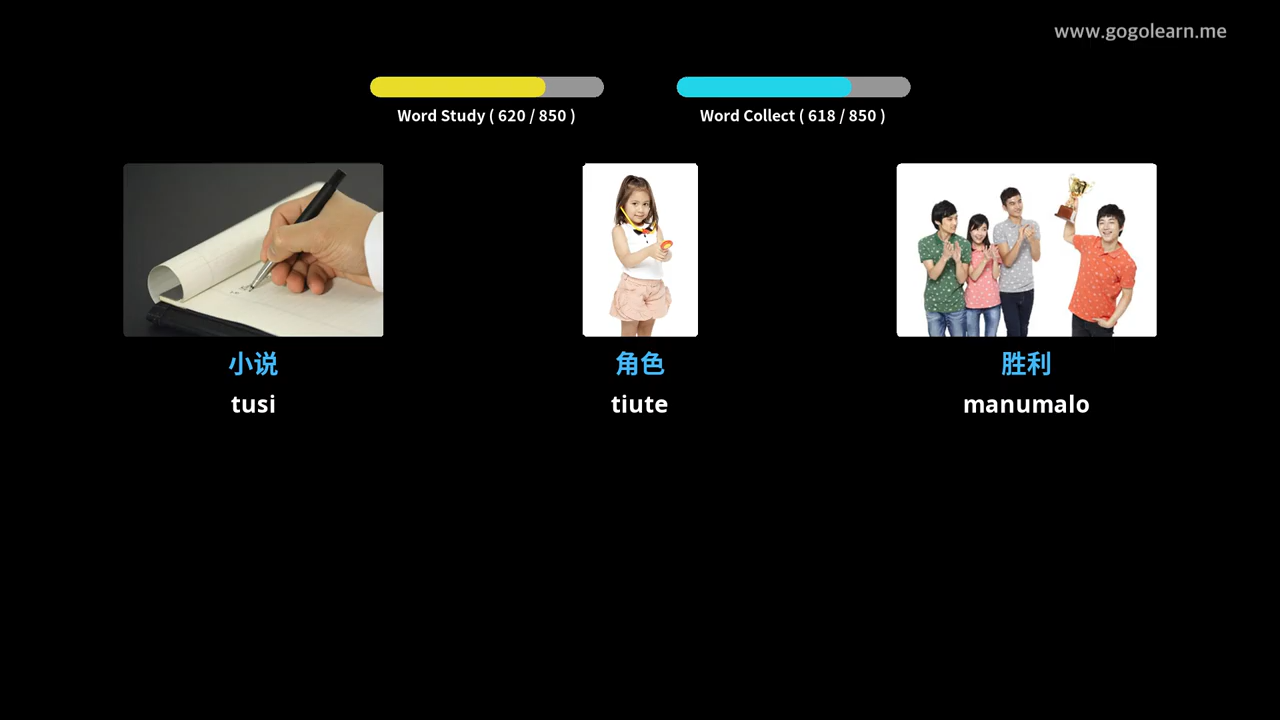 www.gogolearn.me
Word Study ( 620 / 850 )
Word Collect ( 618 / 850 )
小说
角色
胜利
tusi
tiute
manumalo